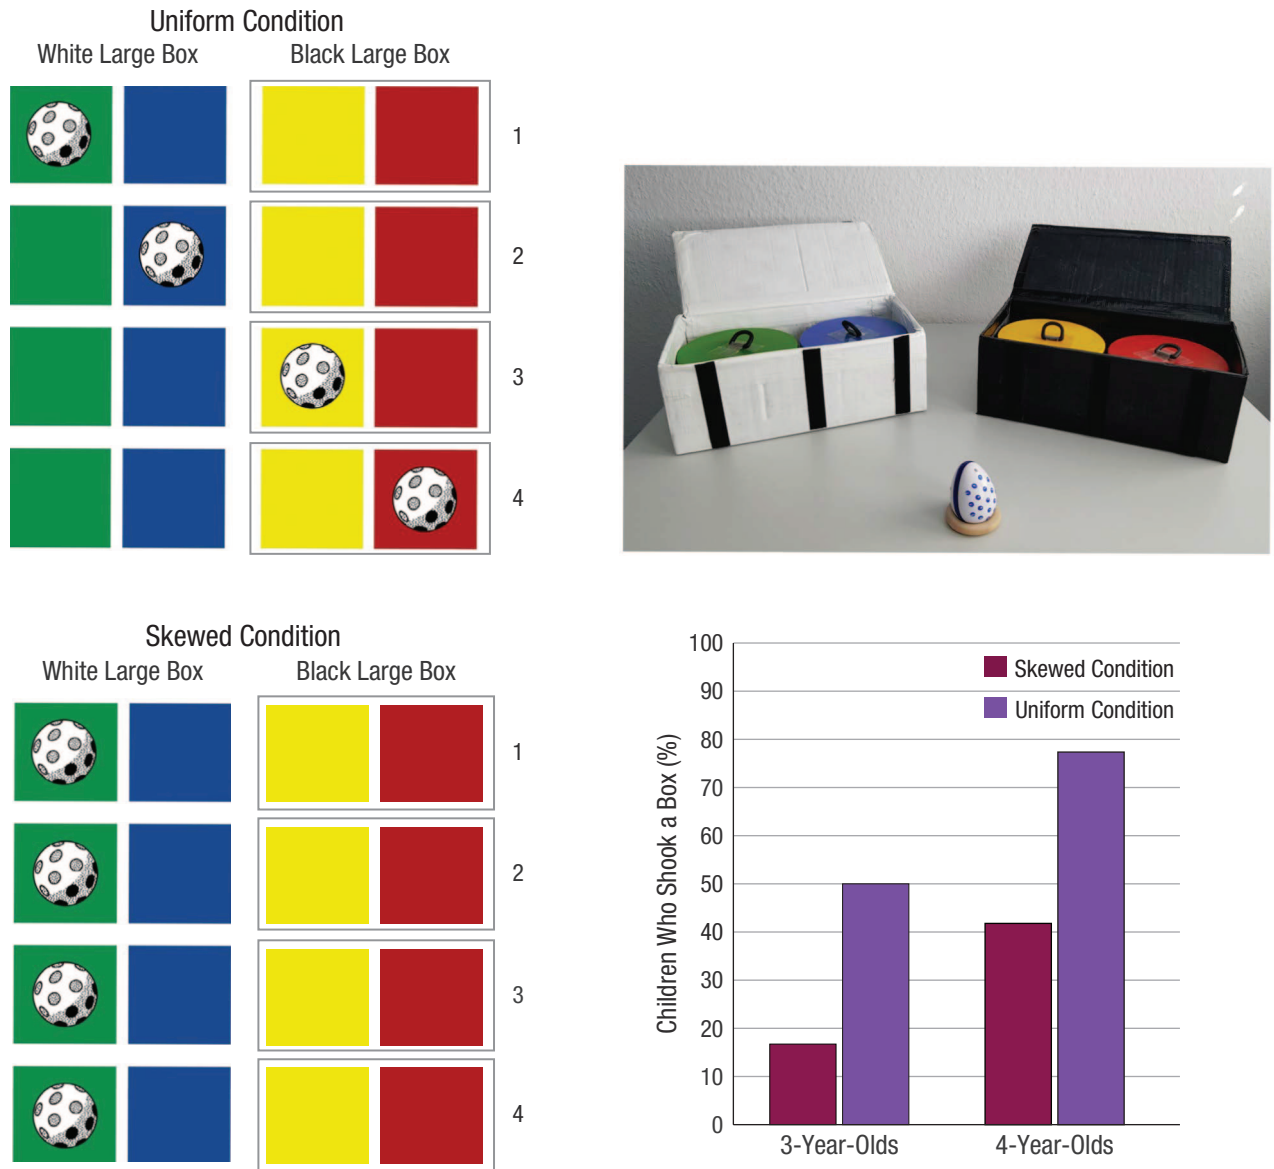 Uniform Condition
White Large Box
Black Large Box
1
2
3
4
Skewed Condition
White Large Box
Black Large Box
1
2
3
4
100
90
80
70
60
50
40
30
20
10
0
Children Who Shook a Box (%)
Skewed Condition
Uniform Condition
3-Year-Olds
4-Year-Olds